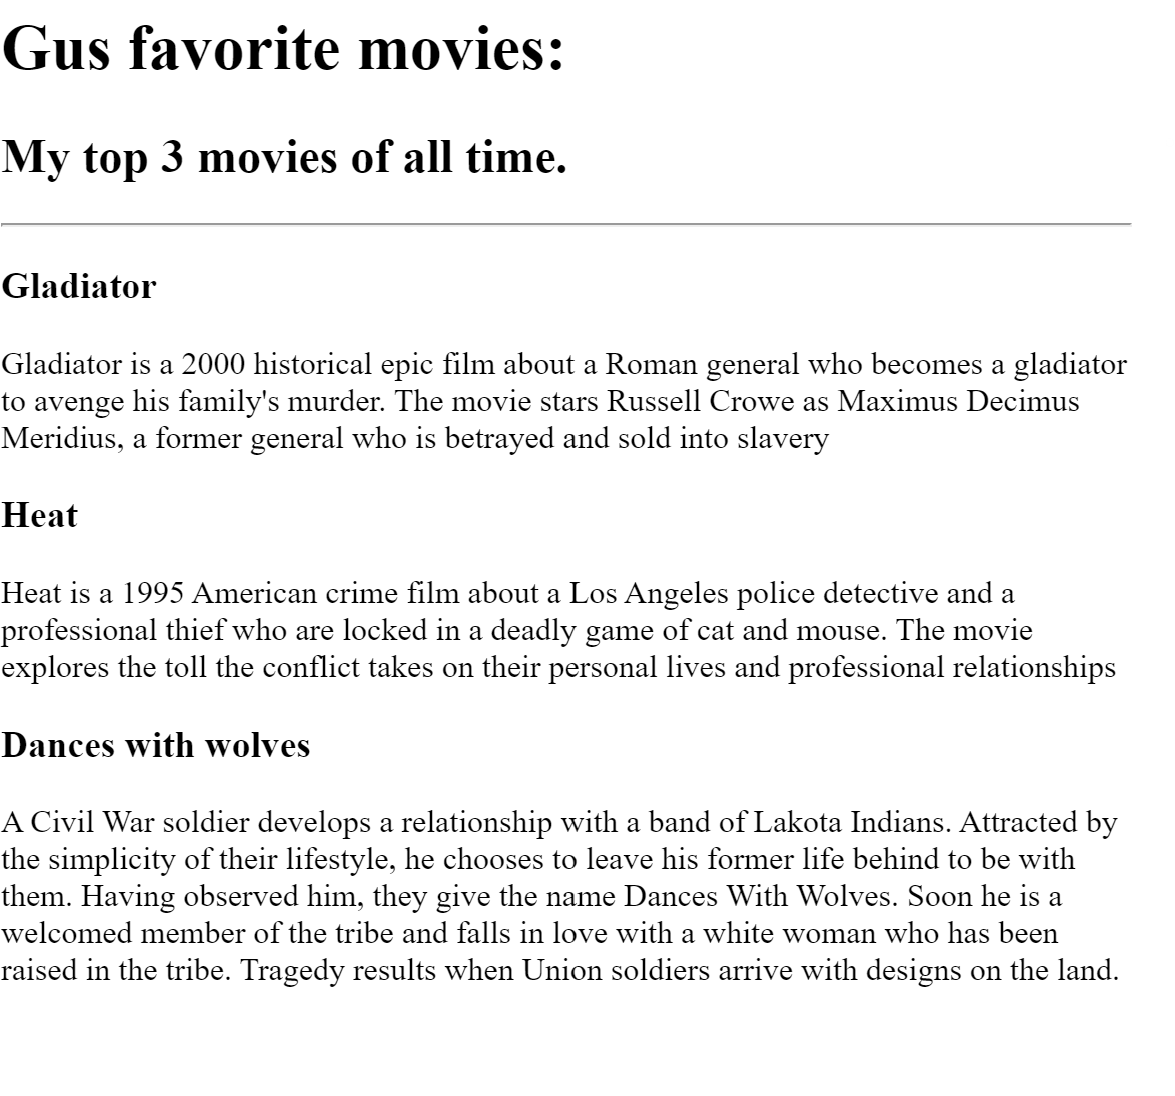 Gus favorite movies:
My top 3 movies of all time.
Gladiator
Gladiator is a 2000 historical epic film about a Roman general who becomes a gladiator
to avenge his family's murder. The movie stars Russell Crowe as Maximus Decimus
Meridius, a former general who is betrayed and sold into slavery
Heat
Heat is a 1995 American crime film about a Los Angeles police detective and a
professional thief who are locked in a deadly game of cat and mouse. The movie
explores the toll the conflict takes on their personal lives and professional relationships
Dances with wolves
A Civil War soldier develops a relationship with a band of Lakota Indians. Attracted by
the simplicity of their lifestyle, he chooses to leave his former life behind to be with
them. Having observed him, they give the name Dances With Wolves. Soon he is a
welcomed member of the tribe and falls in love with a white woman who has been
raised in the tribe. Tragedy results when Union soldiers arrive with designs on the land.